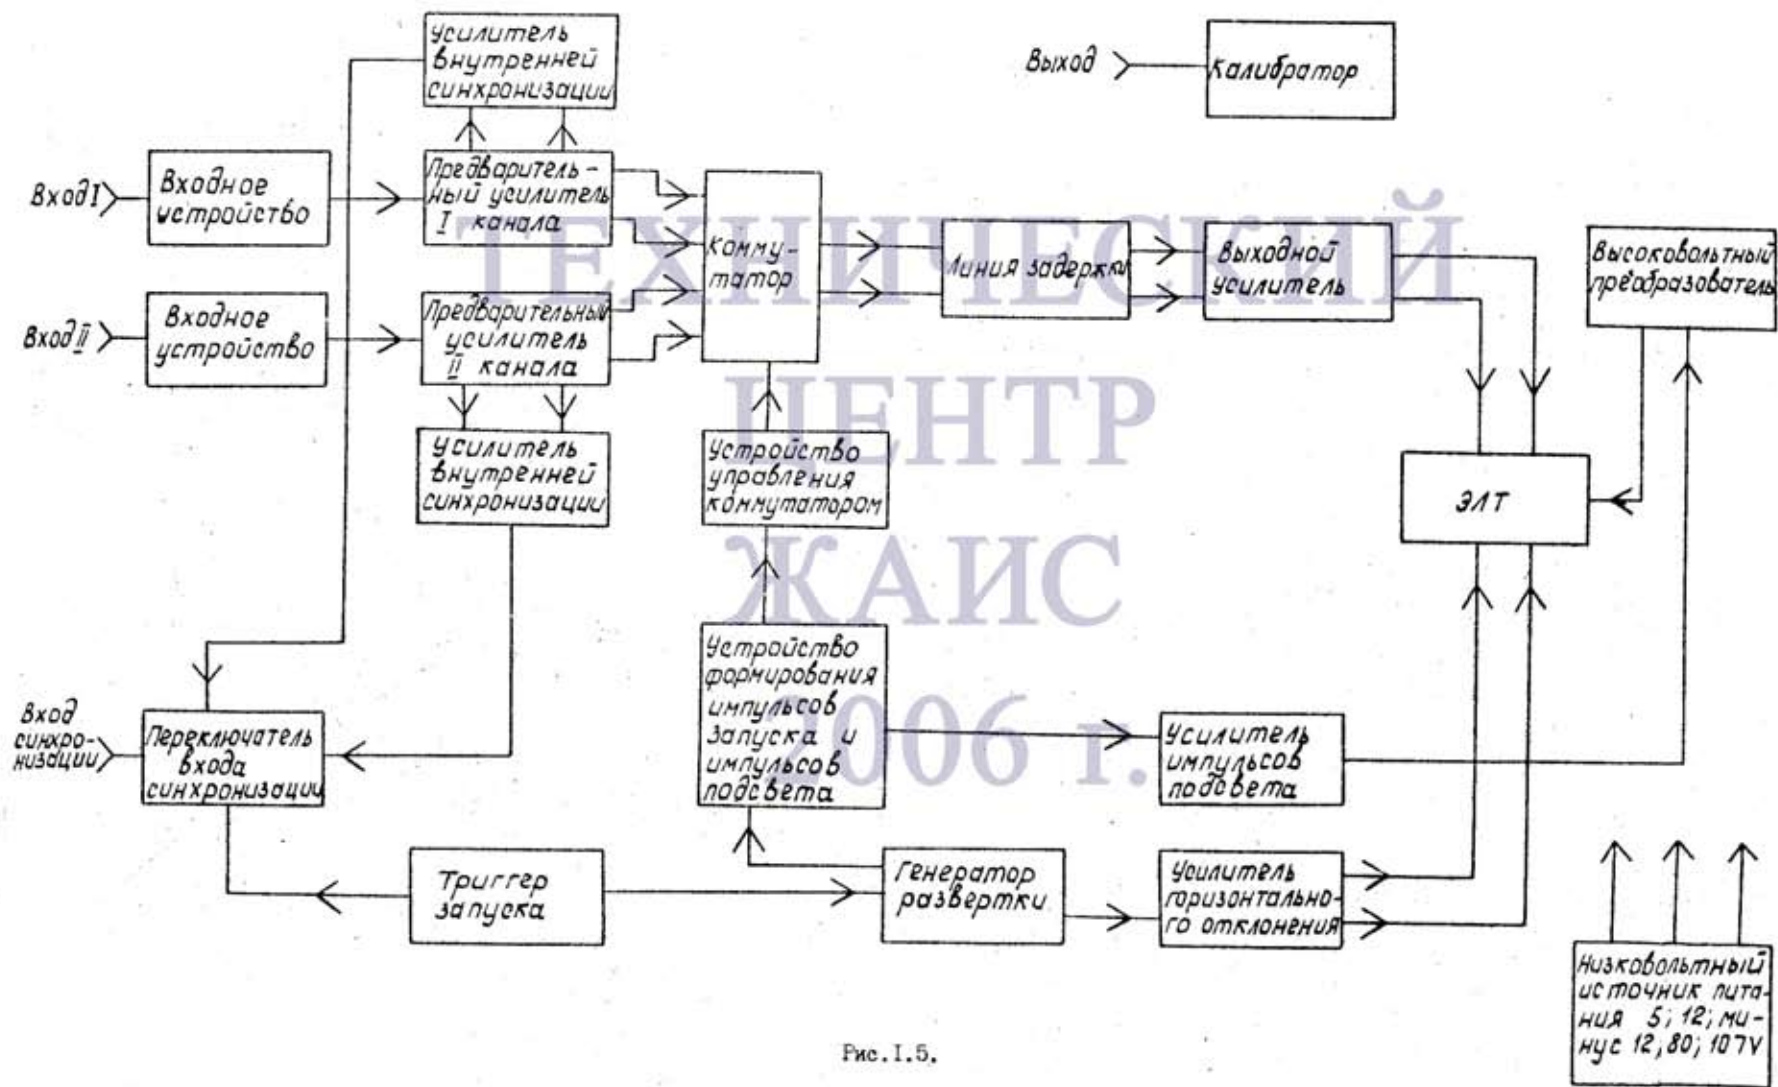 Усилитель
внутренней
синхронизации
Выход
Калибратор
Вход I
Входное
устройство
Предваритель-
ный усилитель
I канала
Комму-
татор
Линия задержки
Выходной
усилитель
Высоковольтный
преобразователь
Вход II
Входное
устройство
Предварительный
усилитель
II канала
Усилитель
внутренней
синхронизации
Устройство
управления
коммутатором
ЭЛТ
Устройство
формирования
импульсов
запуска и
импульсов
подсвета
Усилитель
импульсов
подсвета
Вход
синхро-
низации
Переключатель
входа
синхронизации
Триггер
запуска
Генератор
развертки
Усилитель
горизонтально-
го отклонения
Низковольтный
источник пита-
ния 5; 12; ми-
нус 12; 80; 107V
Рис.I.5.
ТЕХНИЧЕСКИЙ
ЦЕНТР
ЖАИС
2006 г.